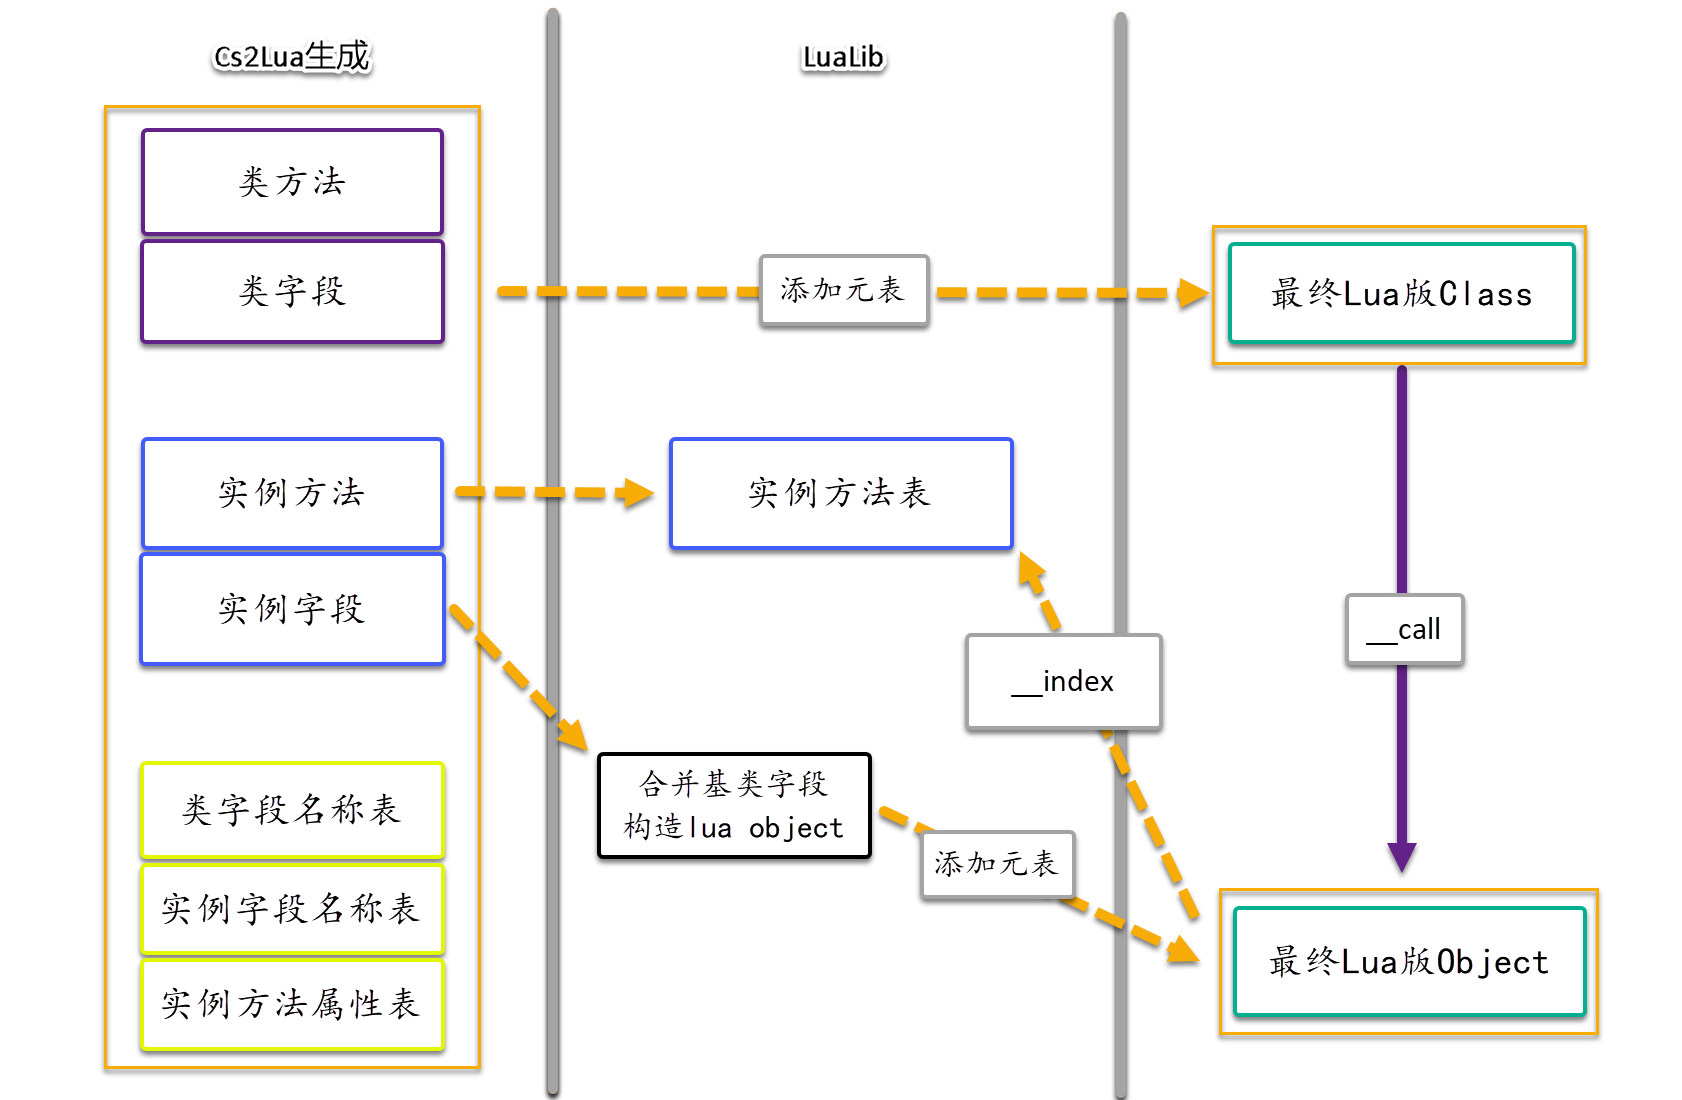 Cs2Lua生成
LuaLib
类方法
类字段
添加元表
最终Lua版Class
实例方法
实例方法表
实例字段
__call
__index
合并基类字段
构造lua object
类字段名称表
添加元表
实例字段名称表
最终Lua版Object
实例方法属性表